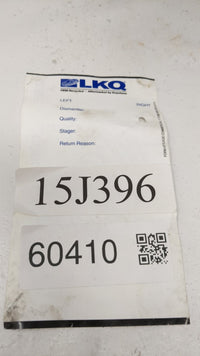 LKQ
LEFT
RIGHT
Dismantler:
Quality:
Stager:
Return Reason:
15J396
60410